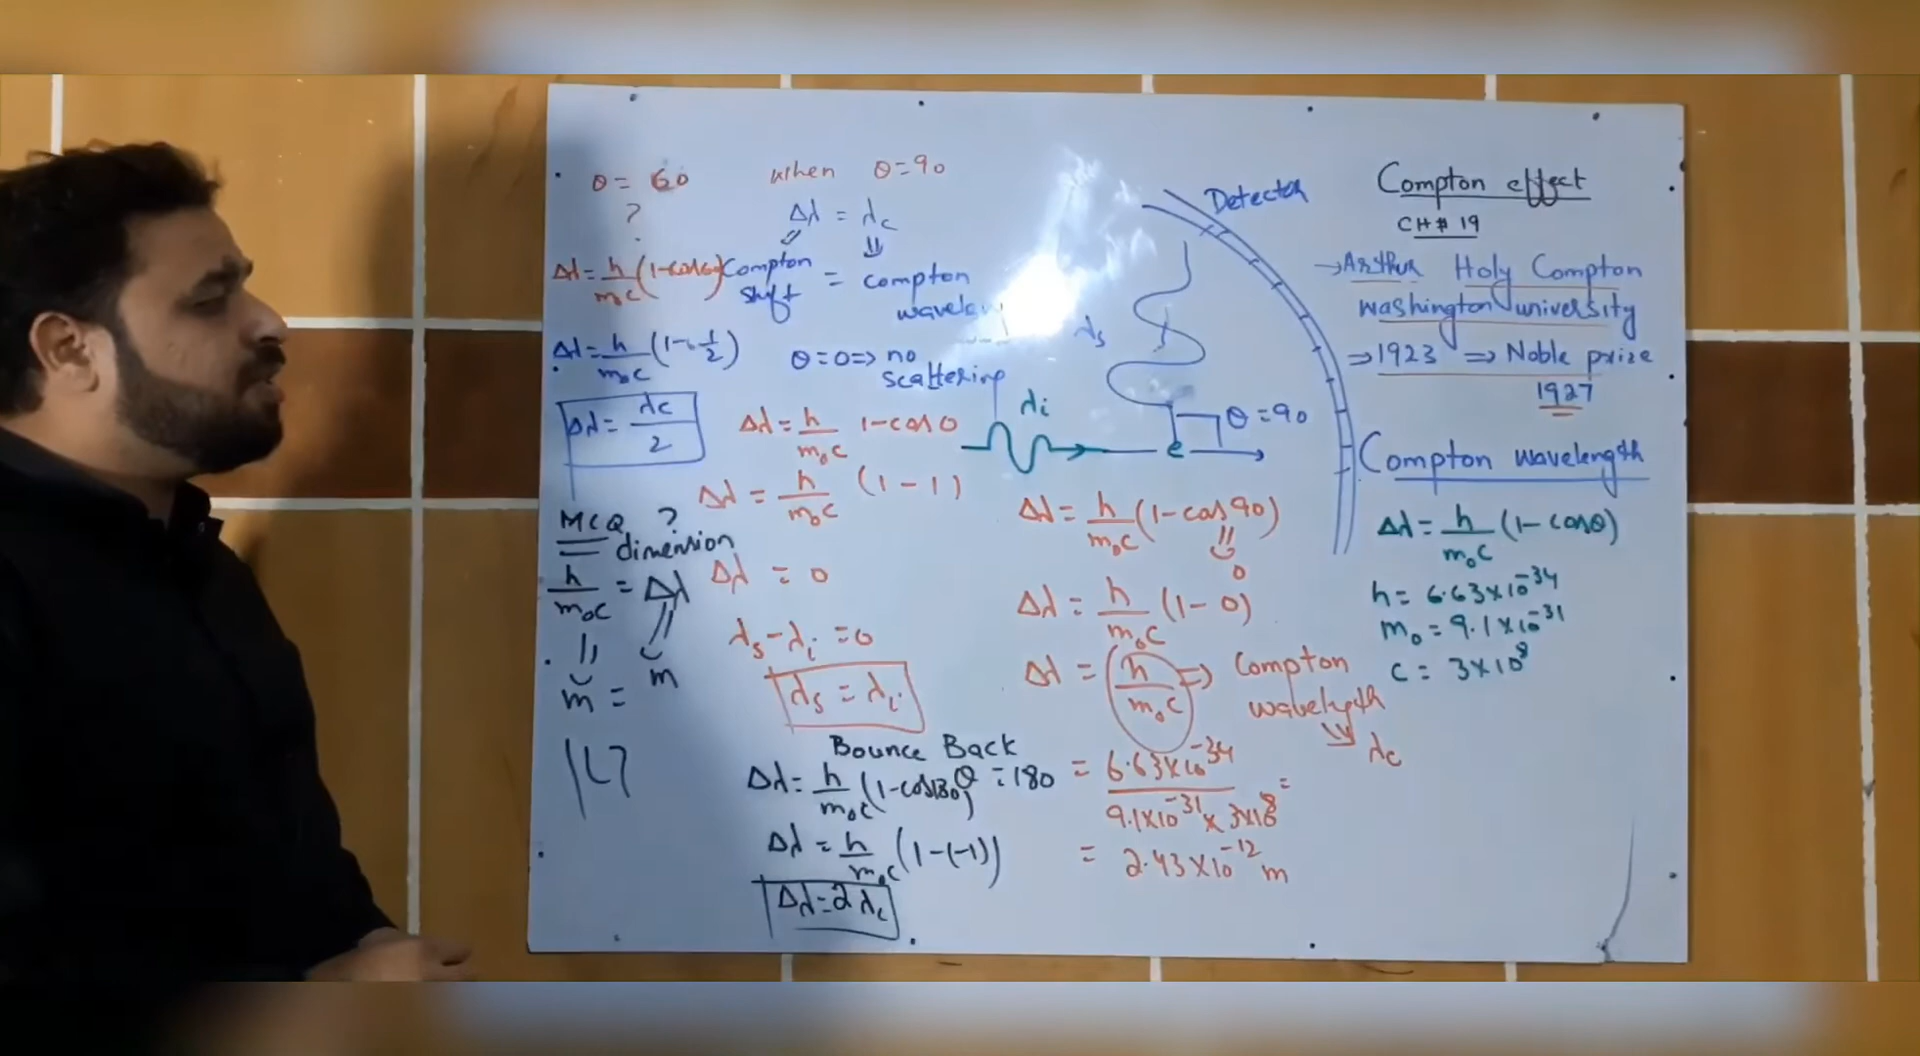 Compton effect
CH# 19
→ Arthur Holy Compton
washington university
⇒ 1923 ⇒ Noble prize
1927
Compton wavelength
Δλ = h/m₀c (1 - cosθ)
h = 6.63×10⁻³⁴
m₀ = 9.1×10⁻³¹
c = 3×10⁸
Detector
λs
λi
θ = 90
e
Δλ = h/m₀c (1 - cos 90)
0
Δλ = h/m₀c (1 - 0)
Δλ = h/m₀c ⇒ Compton
wavelength
λc
= 6.63×10⁻³⁴ / 9.1×10⁻³¹ × 3×10⁸ =
= 2.43×10⁻¹² m
when θ = 90
Δλ = λc
Compton shift = compton
θ = 0 ⇒ no
scattering
Δλ = h/m₀c 1 - cos 0
Δλ = h/m₀c (1 - 1)
Δλ = 0
λs - λi = 0
λs = λi
Bounce Back
θ = 180
Δλ = h/m₀c (1 - cos180)
Δλ = h/m₀c (1 - (-1))
Δλ = 2λc
θ = 60
?
Δλ = h/m₀c (1 - cos60)
Δλ = h/m₀c (1 - 1/2)
Δλ = λc/2
MCQ ?
dimension
h/m₀c = Δλ
m = m